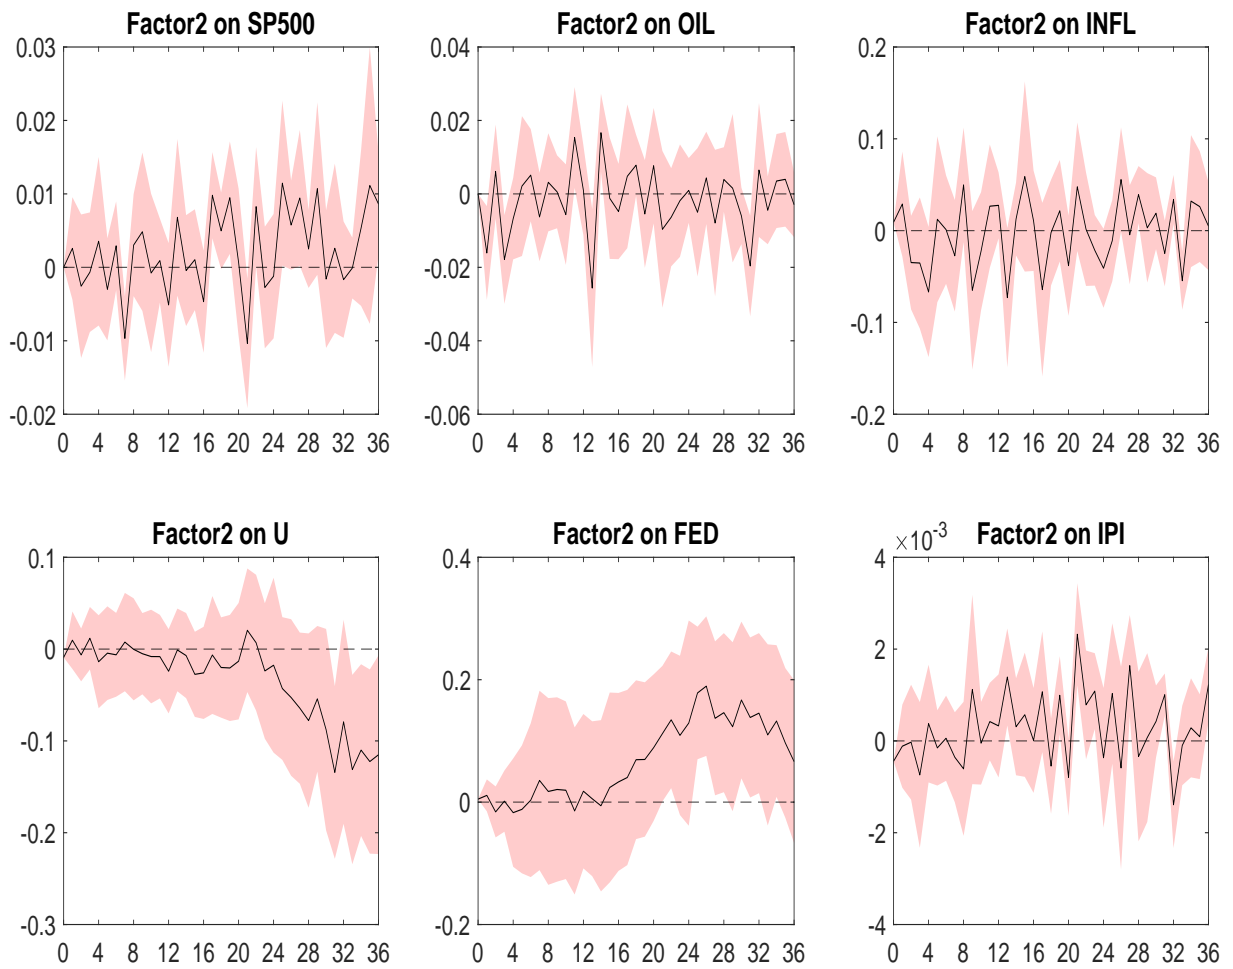 Factor2 on SP500
0.03
0.02
0.01
0
-0.01
-0.02
0 4 8 12 16 20 24 28 32 36
Factor2 on OIL
0.04
0.02
0
-0.02
-0.04
-0.06
0 4 8 12 16 20 24 28 32 36
Factor2 on INFL
0.2
0.1
0
-0.1
-0.2
0 4 8 12 16 20 24 28 32 36
Factor2 on U
0.1
0
-0.1
-0.2
-0.3
0 4 8 12 16 20 24 28 32 36
Factor2 on FED
0.4
0.2
0
-0.2
0 4 8 12 16 20 24 28 32 36
×10⁻³ Factor2 on IPI
4
2
0
-2
-4
0 4 8 12 16 20 24 28 32 36